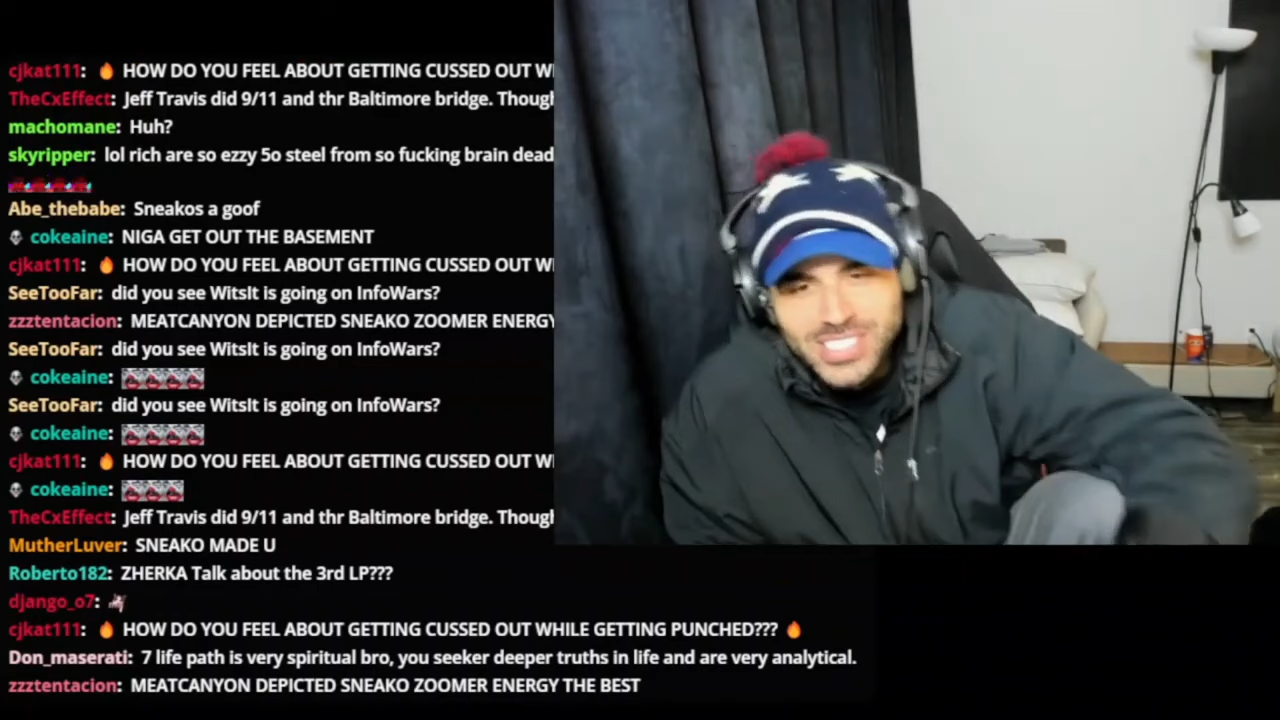 cjkat111: 🔥 HOW DO YOU FEEL ABOUT GETTING CUSSED OUT WI
TheCxEffect: Jeff Travis did 9/11 and thr Baltimore bridge. Though
machomane: Huh?
skyripper: lol rich are so ezzy 5o steel from so fucking brain dead
Abe_thebabe: Sneakos a goof
cokeaine: NIGA GET OUT THE BASEMENT
cjkat111: 🔥 HOW DO YOU FEEL ABOUT GETTING CUSSED OUT WI
SeeTooFar: did you see WitsIt is going on InfoWars?
zzztentacion: MEATCANYON DEPICTED SNEAKO ZOOMER ENERGY
SeeTooFar: did you see WitsIt is going on InfoWars?
cokeaine:
SeeTooFar: did you see WitsIt is going on InfoWars?
cokeaine:
cjkat111: 🔥 HOW DO YOU FEEL ABOUT GETTING CUSSED OUT WI
cokeaine:
TheCxEffect: Jeff Travis did 9/11 and thr Baltimore bridge. Though
MutherLuver: SNEAKO MADE U
Roberto182: ZHERKA Talk about the 3rd LP???
django_o7:
cjkat111: 🔥 HOW DO YOU FEEL ABOUT GETTING CUSSED OUT WHILE GETTING PUNCHED??? 🔥
Don_maserati: 7 life path is very spiritual bro, you seeker deeper truths in life and are very analytical.
zzztentacion: MEATCANYON DEPICTED SNEAKO ZOOMER ENERGY THE BEST